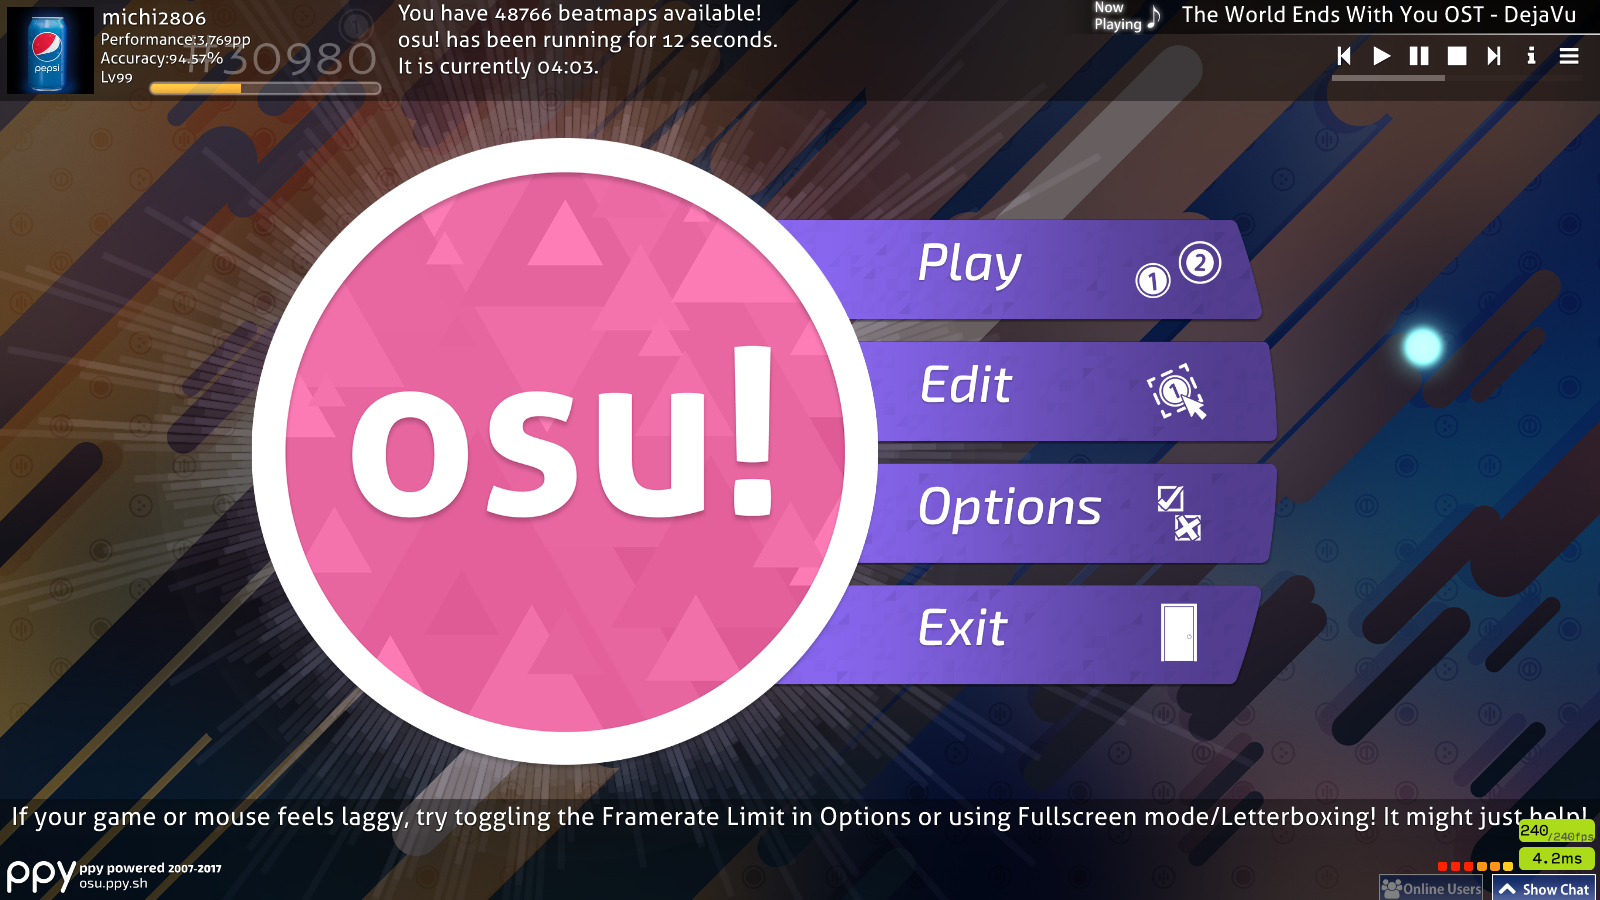 michi2806
Performance:3,769pp
Accuracy:94.57%
Lv99
#30980
pepsi
You have 48766 beatmaps available!
osu! has been running for 12 seconds.
It is currently 04:03.
Now Playing
The World Ends With You OST - DejaVu
osu!
Play
1 2
Edit
1
Options
Exit
If your game or mouse feels laggy, try toggling the Framerate Limit in Options or using Fullscreen mode/Letterboxing! It might just help!
240/240fps
4.2ms
ppy ppy powered 2007-2017
osu.ppy.sh
Online Users
Show Chat